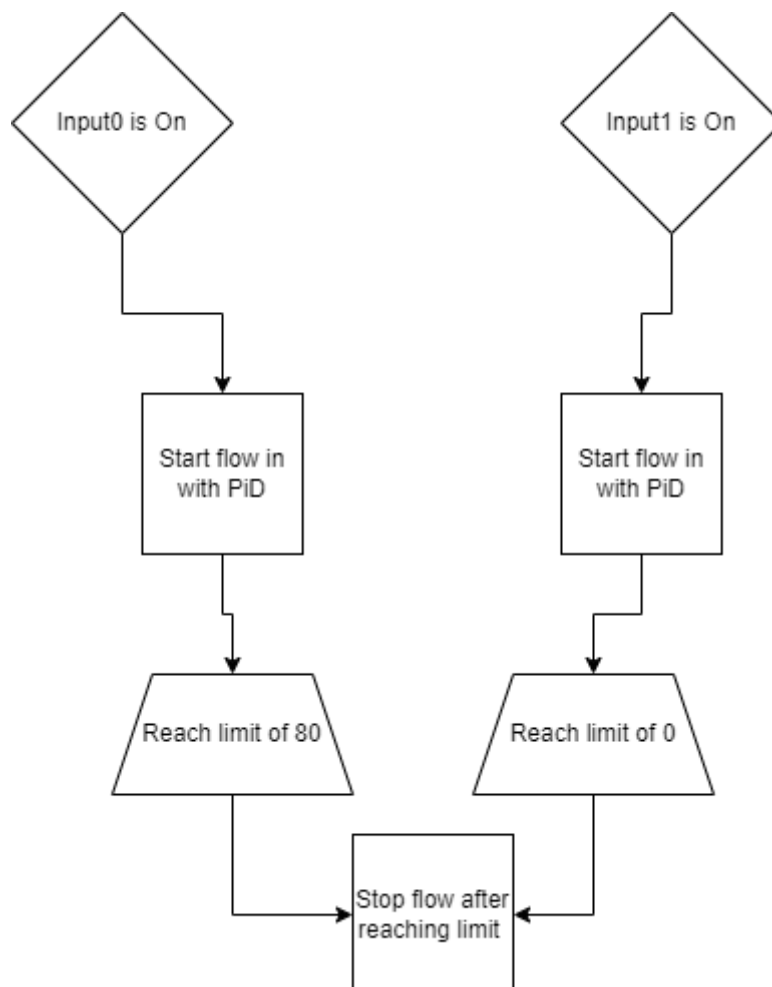 Input0 is On
Input1 is On
Start flow in
with PiD
Start flow in
with PiD
Reach limit of 80
Reach limit of 0
Stop flow after
reaching limit